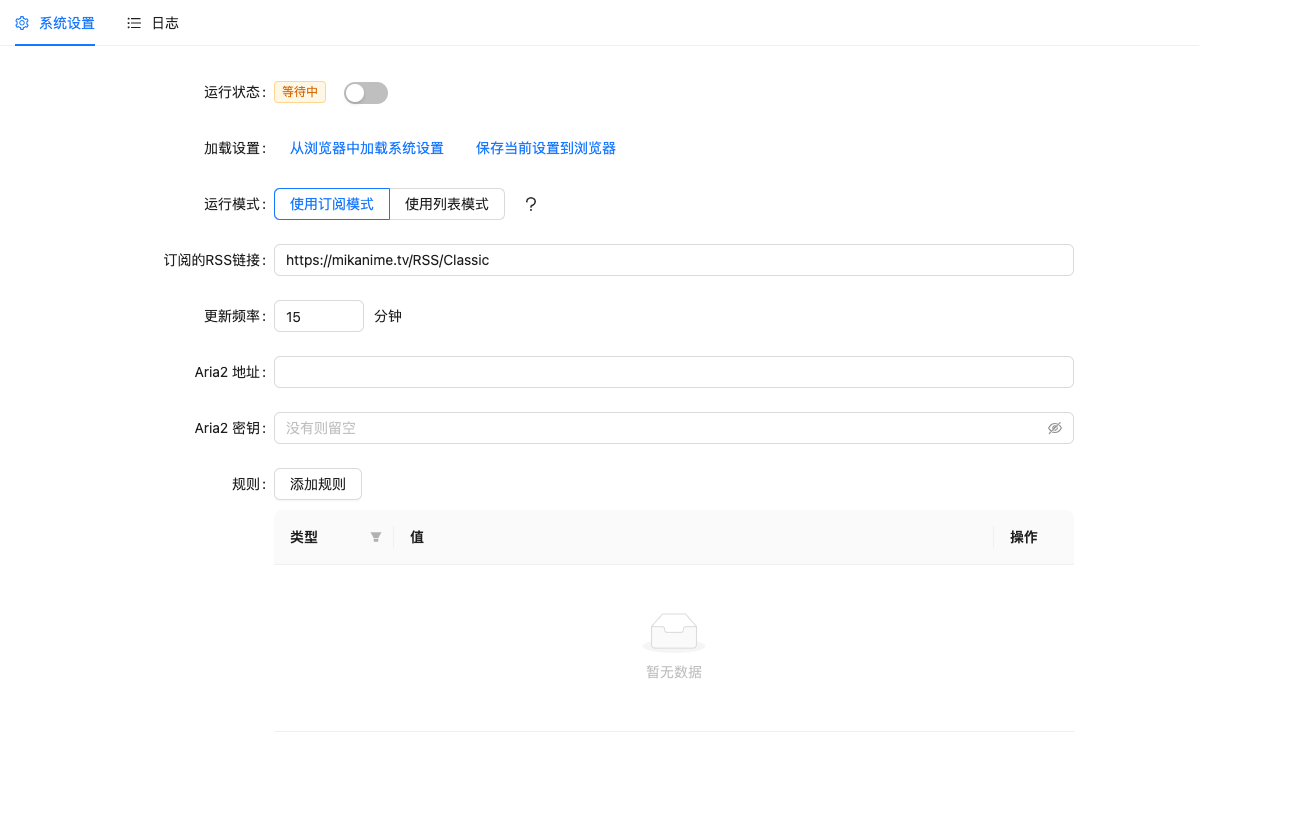 系统设置 日志
运行状态: 等待中
加载设置: 从浏览器中加载系统设置 保存当前设置到浏览器
运行模式: 使用订阅模式 使用列表模式 ?
订阅的RSS链接: https://mikanime.tv/RSS/Classic
更新频率: 15 分钟
Aria2 地址:
Aria2 密钥: 没有则留空
规则: 添加规则
类型 值 操作
暂无数据